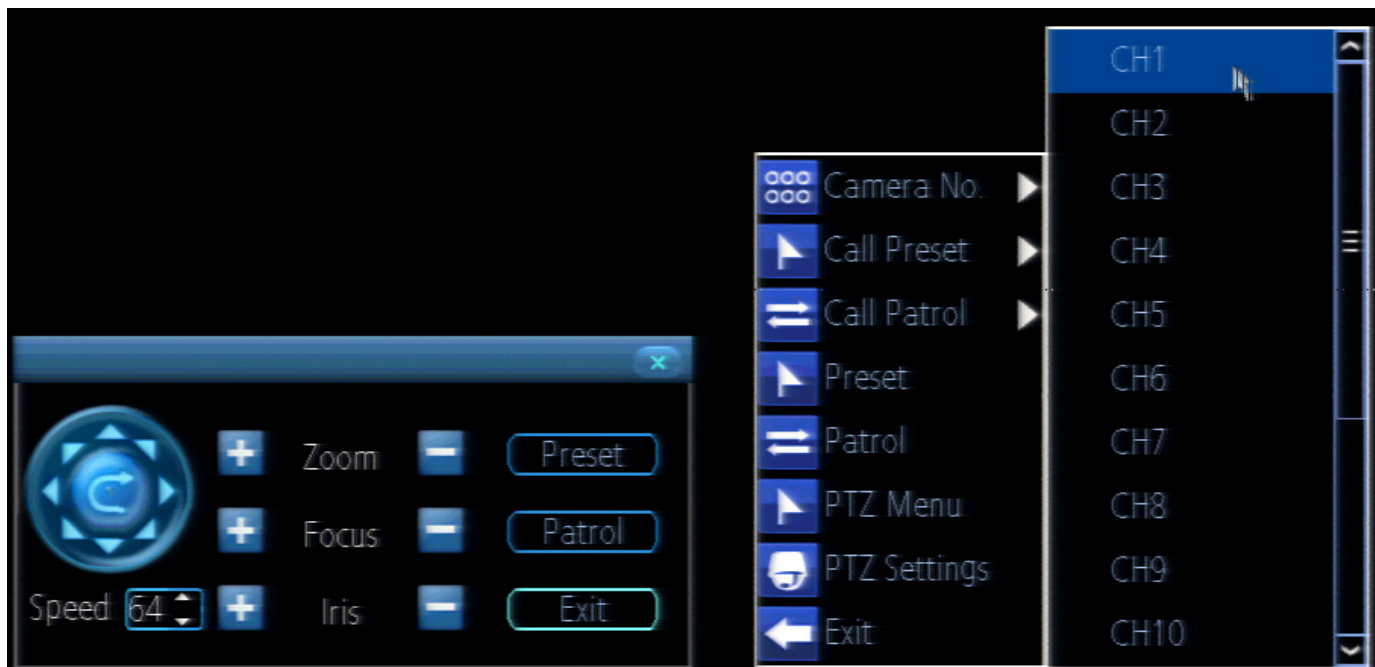 Zoom
Preset
Focus
Patrol
Speed 64
Iris
Exit
Camera No.
Call Preset
Call Patrol
Preset
Patrol
PTZ Menu
PTZ Settings
Exit
CH1
CH2
CH3
CH4
CH5
CH6
CH7
CH8
CH9
CH10